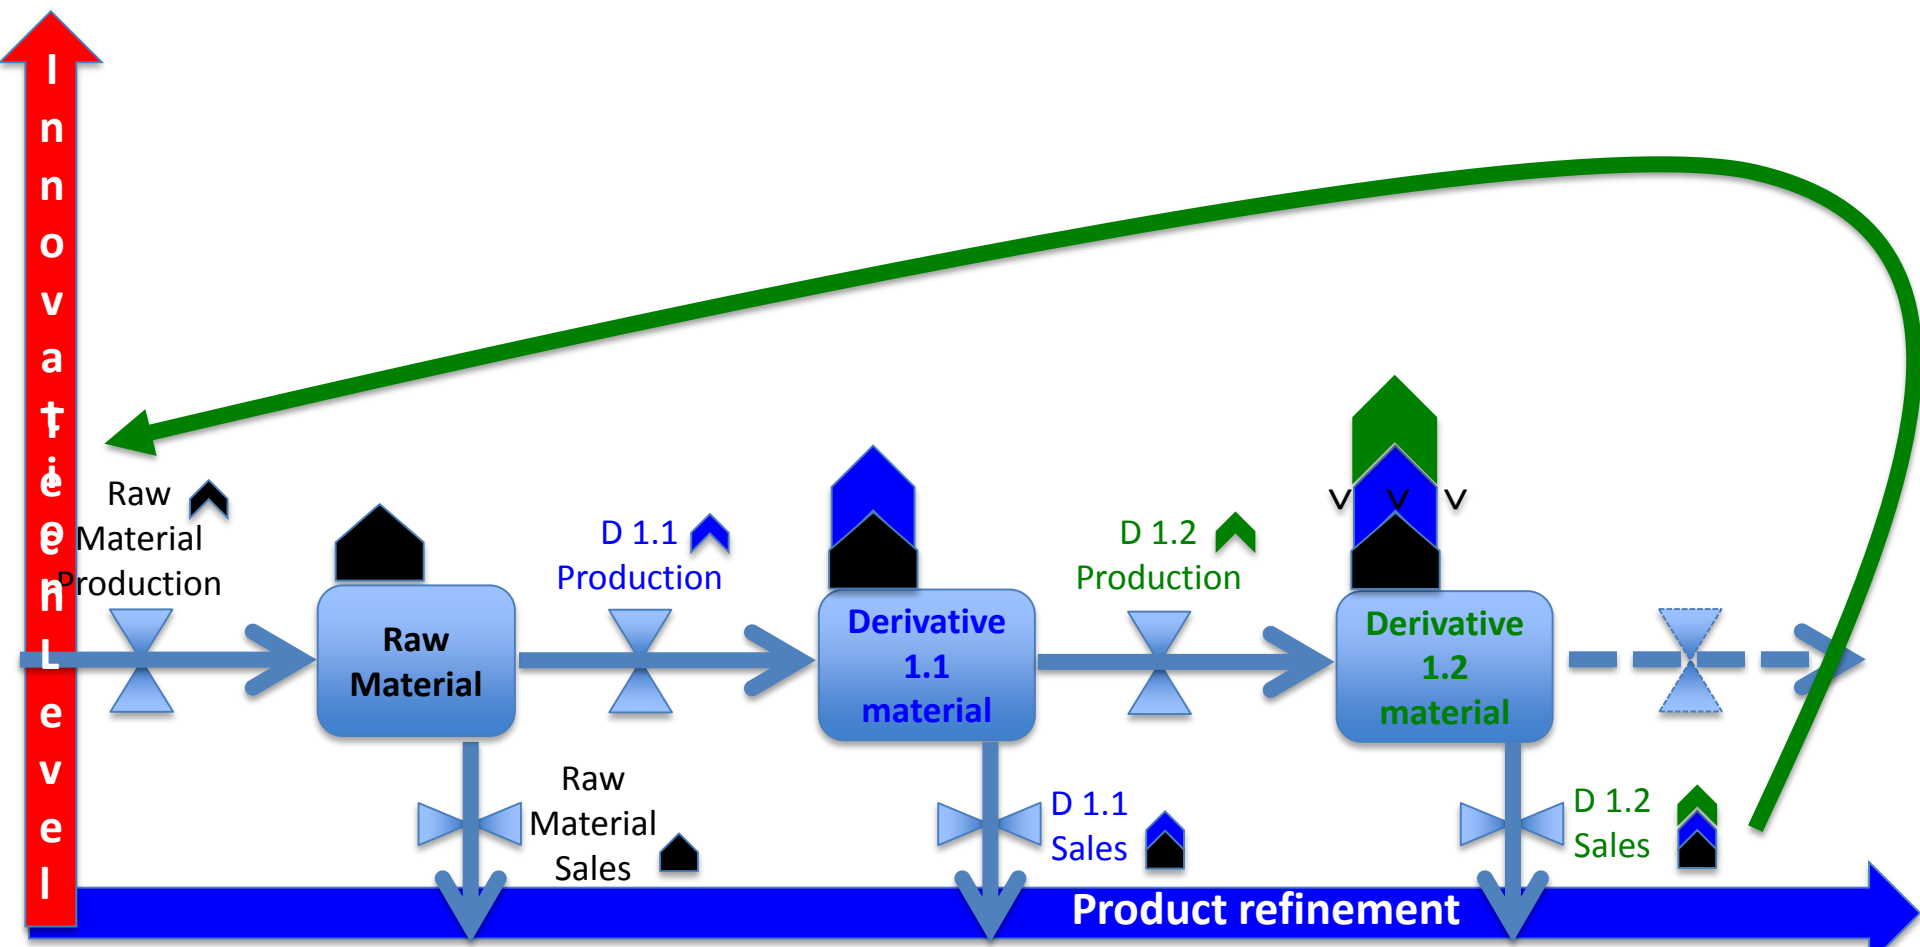 Innovation Level
Raw
Material
Production
D 1.1
Production
D 1.2
Production
V V V
Raw
Material
Derivative
1.1
material
Derivative
1.2
material
Raw
Material
Sales
D 1.1
Sales
D 1.2
Sales
Product refinement